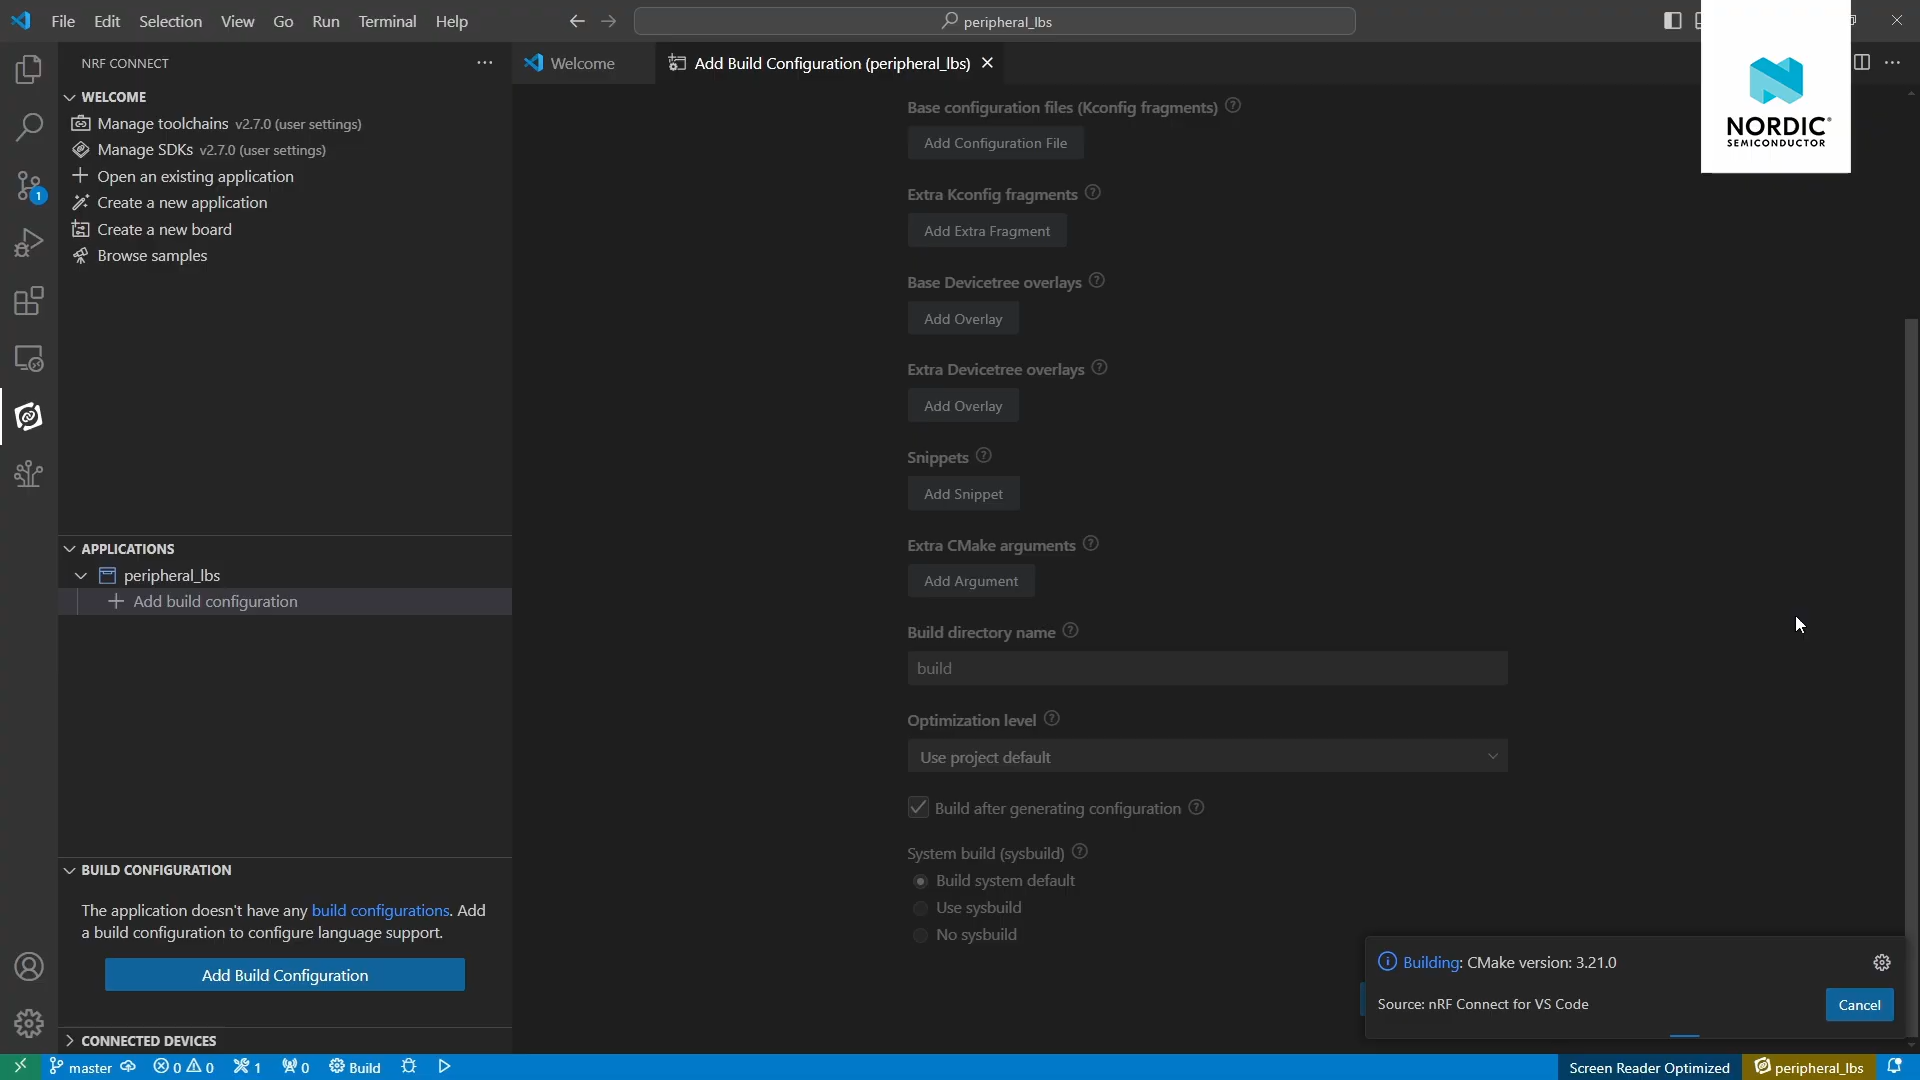 File Edit Selection View Go Run Terminal Help
peripheral_lbs
NRF CONNECT
Welcome
Add Build Configuration (peripheral_lbs)
NORDIC®
SEMICONDUCTOR
WELCOME
Manage toolchains v2.7.0 (user settings)
Manage SDKs v2.7.0 (user settings)
Open an existing application
Create a new application
Create a new board
Browse samples
APPLICATIONS
peripheral_lbs
Add build configuration
BUILD CONFIGURATION
The application doesn't have any build configurations. Add
a build configuration to configure language support.
Add Build Configuration
CONNECTED DEVICES
Base configuration files (Kconfig fragments)
Add Configuration File
Extra Kconfig fragments
Add Extra Fragment
Base Devicetree overlays
Add Overlay
Extra Devicetree overlays
Add Overlay
Snippets
Add Snippet
Extra CMake arguments
Add Argument
Build directory name
build
Optimization level
Use project default
Build after generating configuration
System build (sysbuild)
Build system default
Use sysbuild
No sysbuild
Building: CMake version: 3.21.0
Source: nRF Connect for VS Code
Cancel
1
master 0 0 1 0 Build
Screen Reader Optimized peripheral_lbs